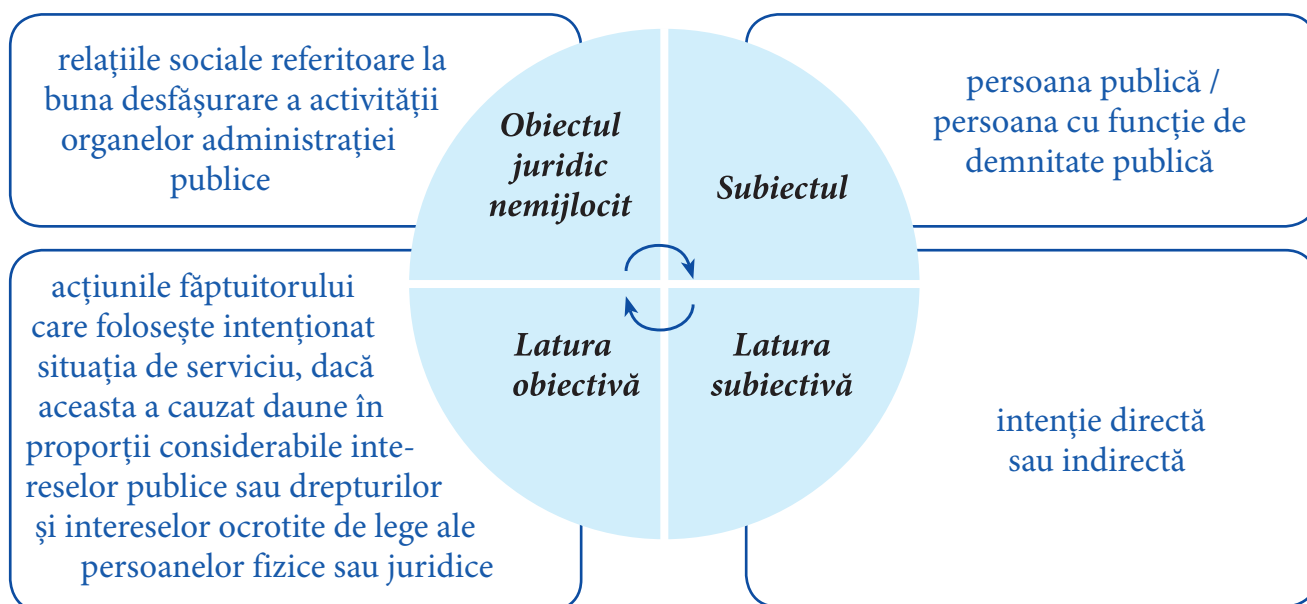 relațiile sociale referitoare la
buna desfășurare a activității
organelor administrației
publice
Obiectul
juridic
nemijlocit
Subiectul
persoana publică /
persoana cu funcție de
demnitate publică
acțiunile făptuitorului
care folosește intenționat
situația de serviciu, dacă
aceasta a cauzat daune în
proporții considerabile inte-
reselor publice sau drepturilor
și intereselor ocrotite de lege ale
persoanelor fizice sau juridice
Latura
obiectivă
Latura
subiectivă
intenție directă
sau indirectă